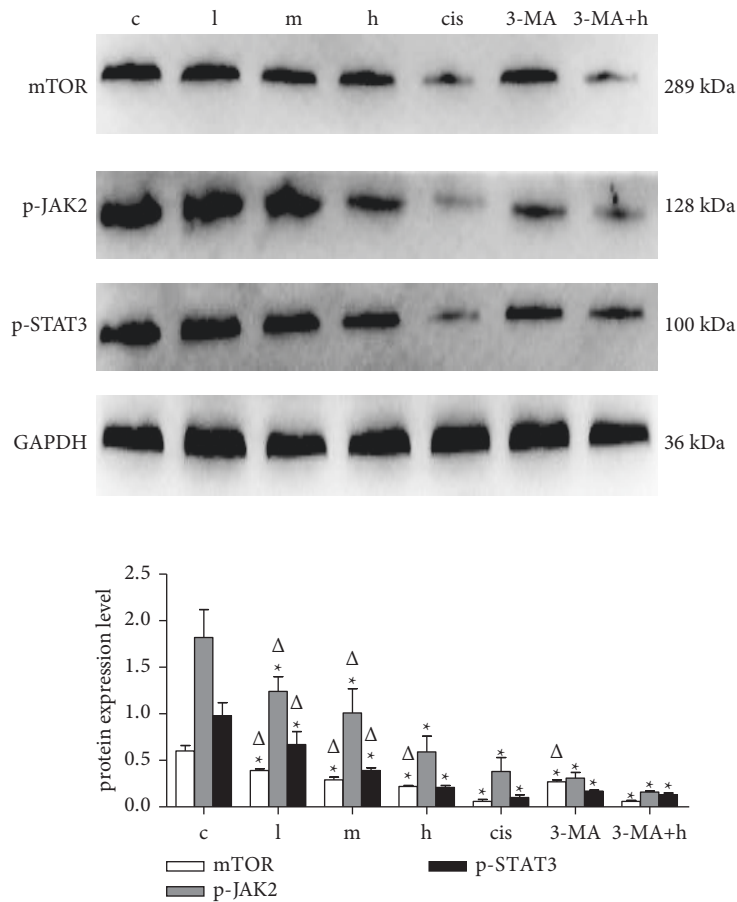 c l m h cis 3-MA 3-MA+h
mTOR 289 kDa
p-JAK2 128 kDa
p-STAT3 100 kDa
GAPDH 36 kDa
protein expression level
2.5
2.0
Δ Δ
1.5
* *
Δ
1.0
* *
Δ Δ Δ * Δ
0.5
* * * * * * * * * * * * *
0.0
c l m h cis 3-MA 3-MA+h
mTOR p-STAT3
p-JAK2